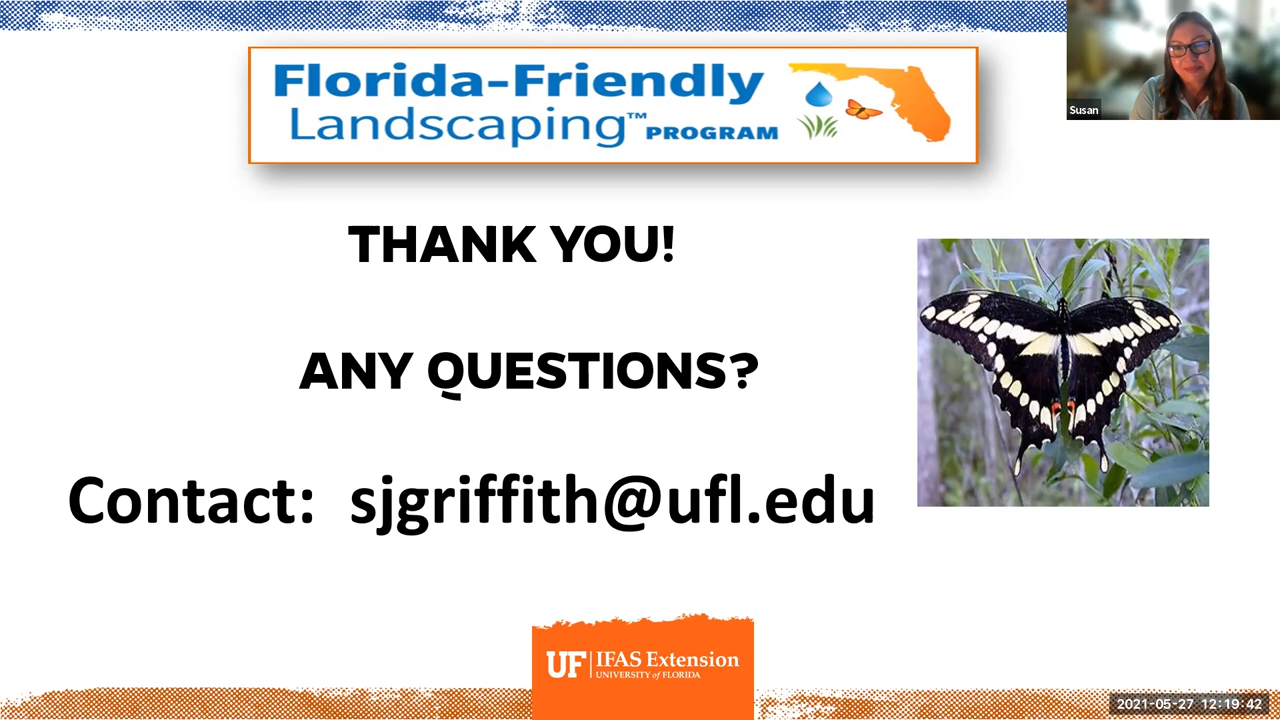 Florida-Friendly
Landscaping™ PROGRAM
Susan
THANK YOU!
ANY QUESTIONS?
Contact: sjgriffith@ufl.edu
UF | IFAS Extension
UNIVERSITY of FLORIDA
2021-05-27 12:19:42